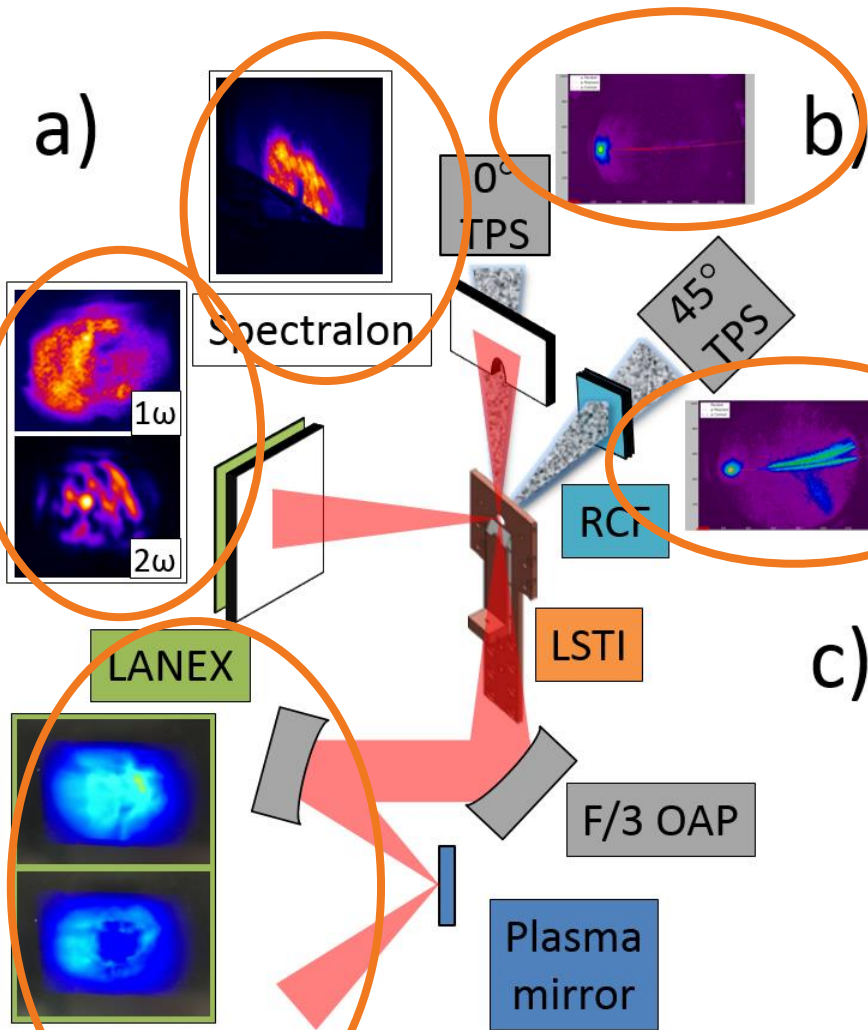 a)
b)
0°
TPS
45°
TPS
Spectralon
1ω
2ω
RCF
LSTI
LANEX
c)
F/3 OAP
Plasma
mirror